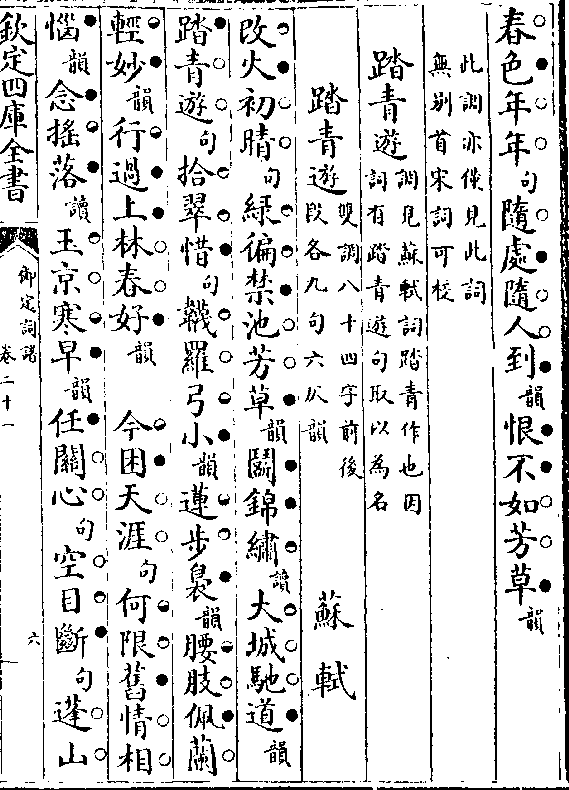 春色年年句隨處隨人到韻恨不如芳草韻
此調亦僅見此詞
無別首宋詞可校
踏青遊調見蘇軾詞踏青作也因
詞有踏青遊句取以為名
踏青遊雙調八十四字前後
段各九句六仄韻
蘇軾
改火初晴句綠徧禁池芳草韻鬬錦繡讀大城馳道韻
踏青遊句拾翠惜句韤羅弓小韻蓮步裊韻腰肢佩蘭
輕妙韻行過上林春好韻 今困天涯句何限舊情相
惱韻念搖落讀玉京寒早韻任關心句空目斷句蓬山
欽定四庫全書
御定詞譜
卷二十一
六